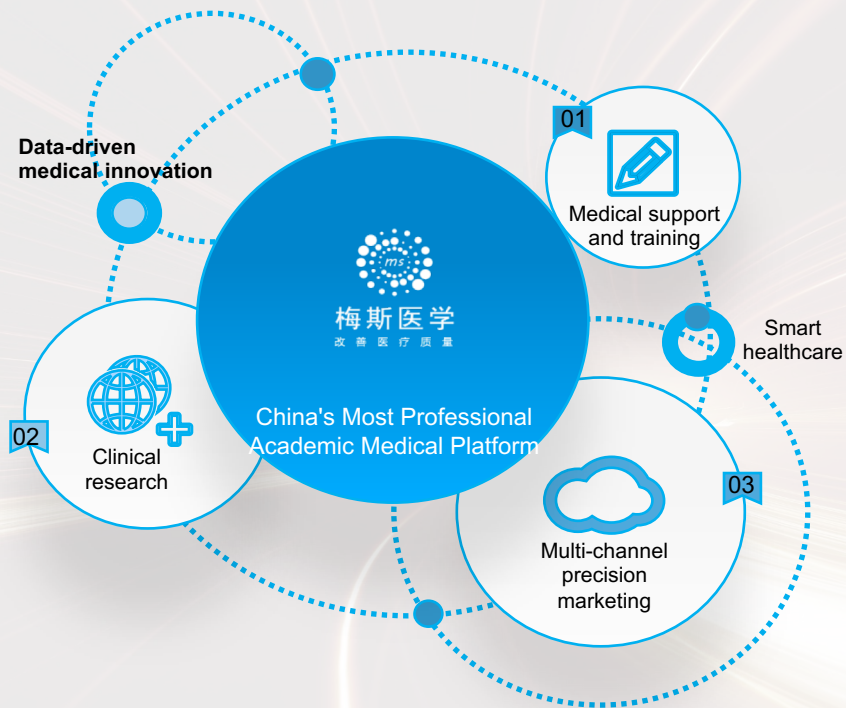 Data-driven
medical innovation
01
Medical support
and training
ms
梅斯医学
改善医疗质量
China's Most Professional
Academic Medical Platform
Smart
healthcare
02
Clinical
research
03
Multi-channel
precision
marketing